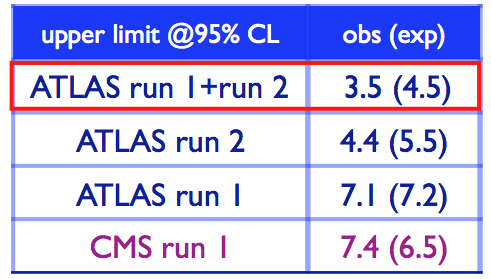 upper limit @95% CL obs (exp)
ATLAS run 1+run 2 3.5 (4.5)
ATLAS run 2 4.4 (5.5)
ATLAS run 1 7.1 (7.2)
CMS run 1 7.4 (6.5)